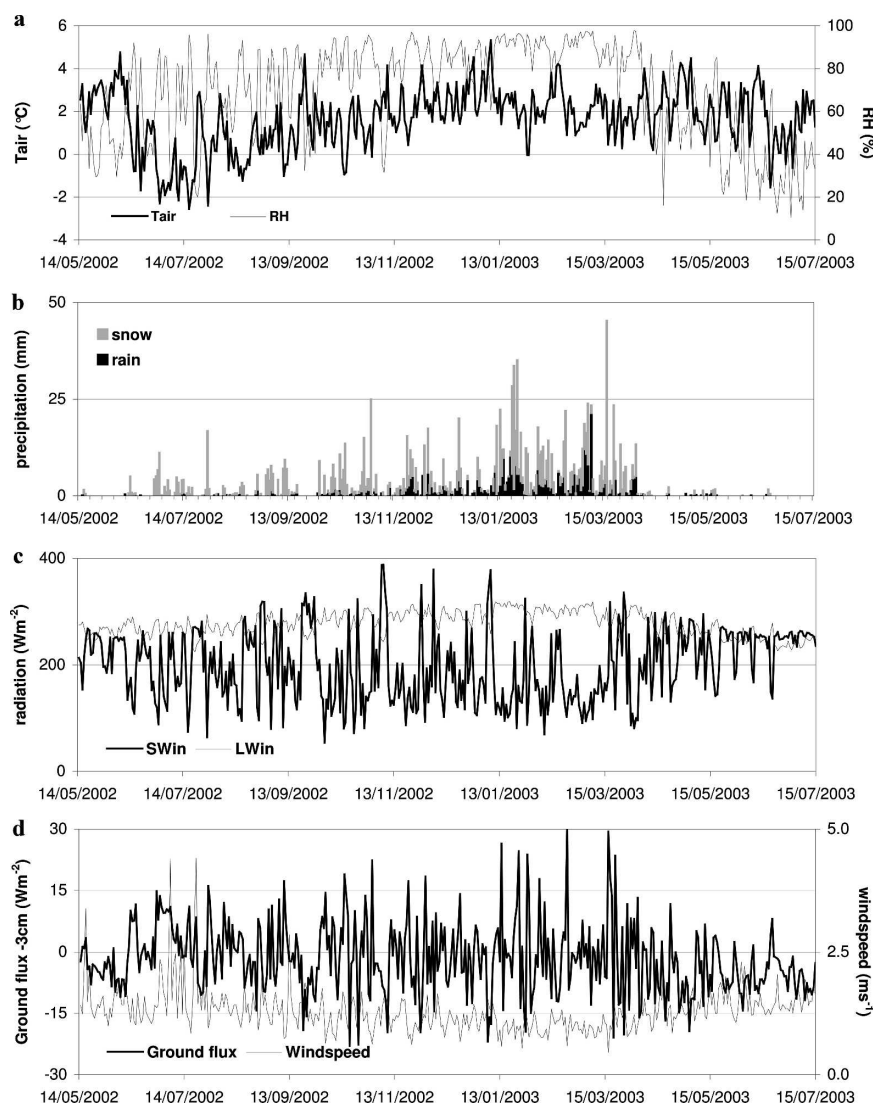 a
6
4
2
0
-2
-4
Tair (°C)
100
80
60
40
20
0
RH (%)
Tair RH
14/05/2002 14/07/2002 13/09/2002 13/11/2002 13/01/2003 15/03/2003 15/05/2003 15/07/2003
b
50
25
0
precipitation (mm)
snow
rain
14/05/2002 14/07/2002 13/09/2002 13/11/2002 13/01/2003 15/03/2003 15/05/2003 15/07/2003
c
400
200
0
radiation (Wm-2)
SWin LWin
14/05/2002 14/07/2002 13/09/2002 13/11/2002 13/01/2003 15/03/2003 15/05/2003 15/07/2003
d
30
15
0
-15
-30
Ground flux -3cm (Wm-2)
5.0
2.5
0.0
windspeed (ms-1)
Ground flux Windspeed
14/05/2002 14/07/2002 13/09/2002 13/11/2002 13/01/2003 15/03/2003 15/05/2003 15/07/2003